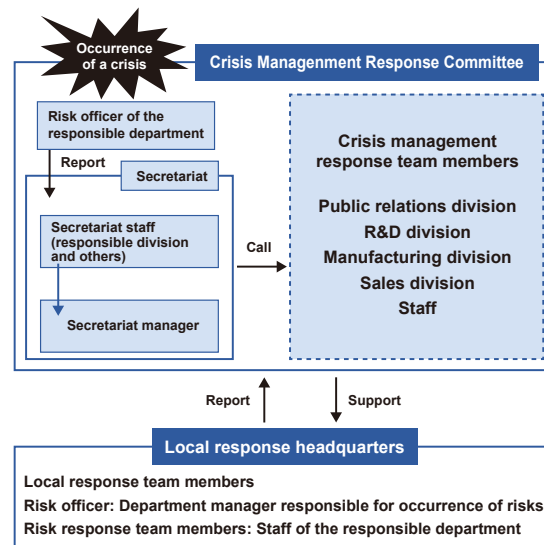 Occurrence
of a crisis
Crisis Managenment Response Committee
Risk officer of the
responsible department
Report
Secretariat
Secretariat staff
(responsible division
and others)
Secretariat manager
Call
Crisis management
response team members
Public relations division
R&D division
Manufacturing division
Sales division
Staff
Report
Support
Local response headquarters
Local response team members
Risk officer: Department manager responsible for occurrence of risks
Risk response team members: Staff of the responsible department